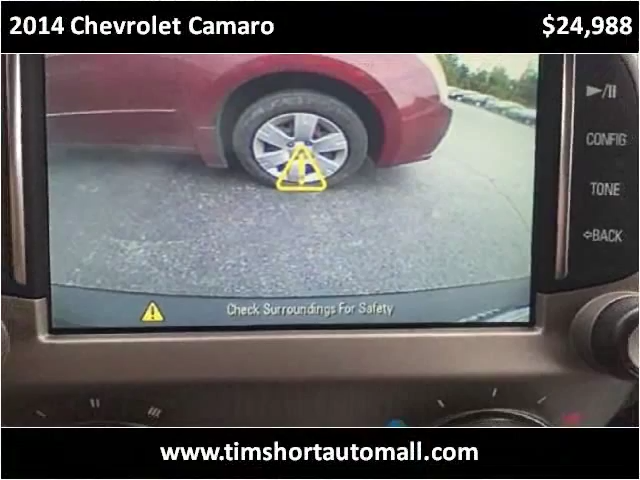 2014 Chevrolet Camaro $24,988
▶/II
CONFIG
TONE
⇦BACK
Check Surroundings For Safety
www.timshortautomall.com